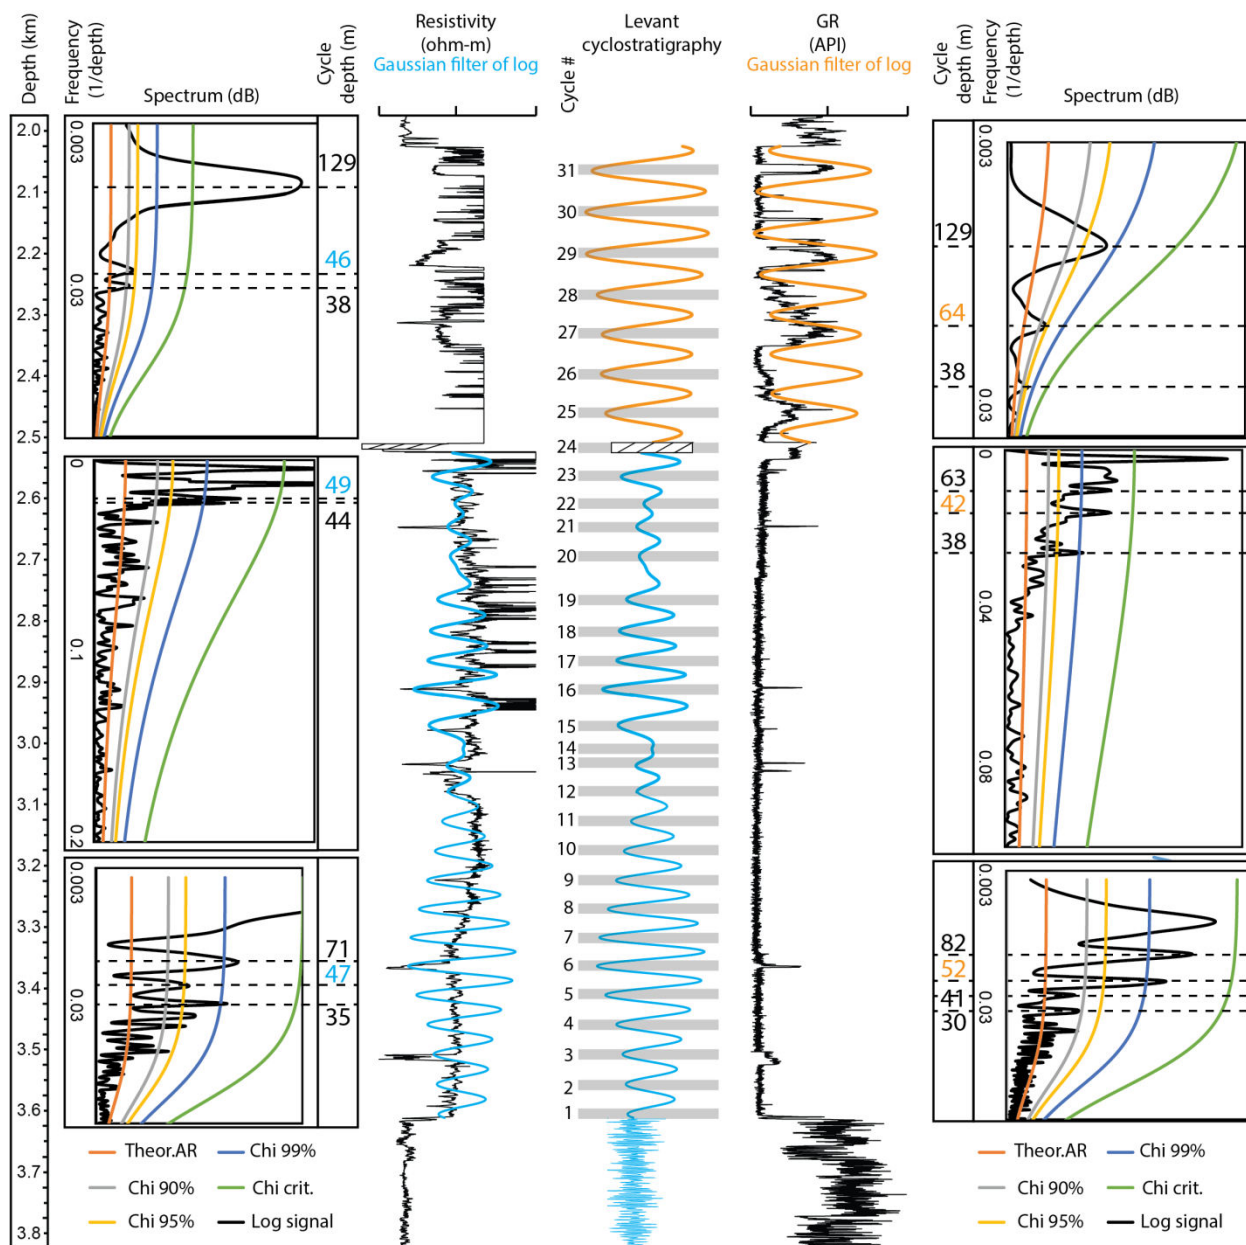 Depth (km)
Frequency
(1/depth)
Spectrum (dB)
Cycle
depth (m)
Resistivity
(ohm-m)
Gaussian filter of log
Cycle #
Levant
cyclostratigraphy
GR
(API)
Gaussian filter of log
Cycle
depth (m)
Frequency
(1/depth)
Spectrum (dB)
2.0
2.1
2.2
2.3
2.4
2.5
2.6
2.7
2.8
2.9
3.0
3.1
3.2
3.3
3.4
3.5
3.6
3.7
3.8
0.003
0.03
129
46
38
0
0.1
0.2
49
44
0.003
0.03
71
47
35
31
30
29
28
27
26
25
24
23
22
21
20
19
18
17
16
15
14
13
12
11
10
9
8
7
6
5
4
3
2
1
129
64
38
0.003
0.03
63
42
38
0
0.04
0.08
82
52
41
30
0.003
0.03
Theor.AR
Chi 99%
Chi 90%
Chi crit.
Chi 95%
Log signal
Theor.AR
Chi 99%
Chi 90%
Chi crit.
Chi 95%
Log signal